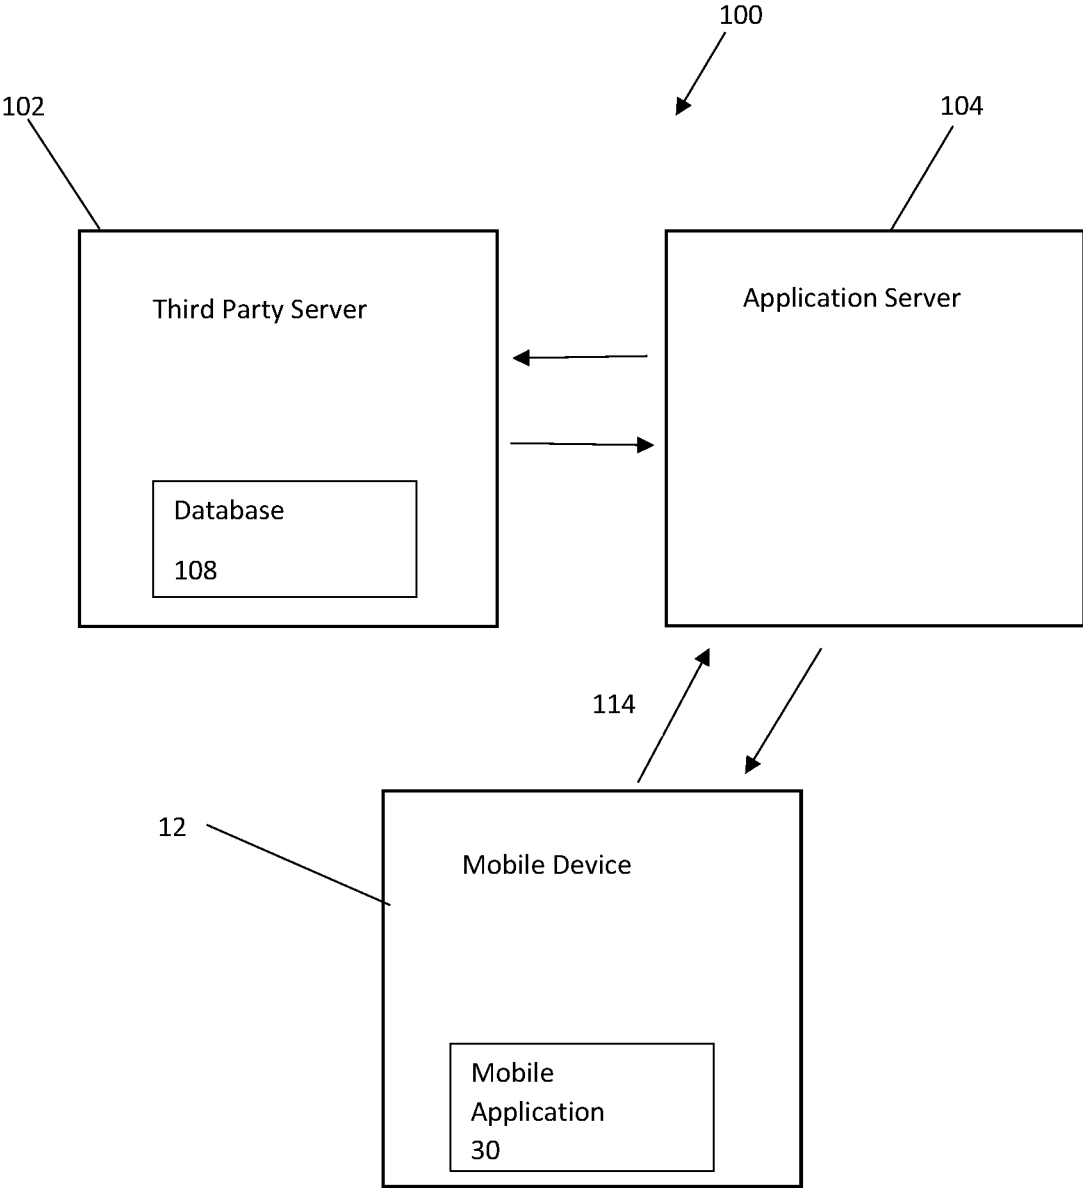 100
102
104
Third Party Server
Application Server
Database
108
114
12
Mobile Device
Mobile
Application
30